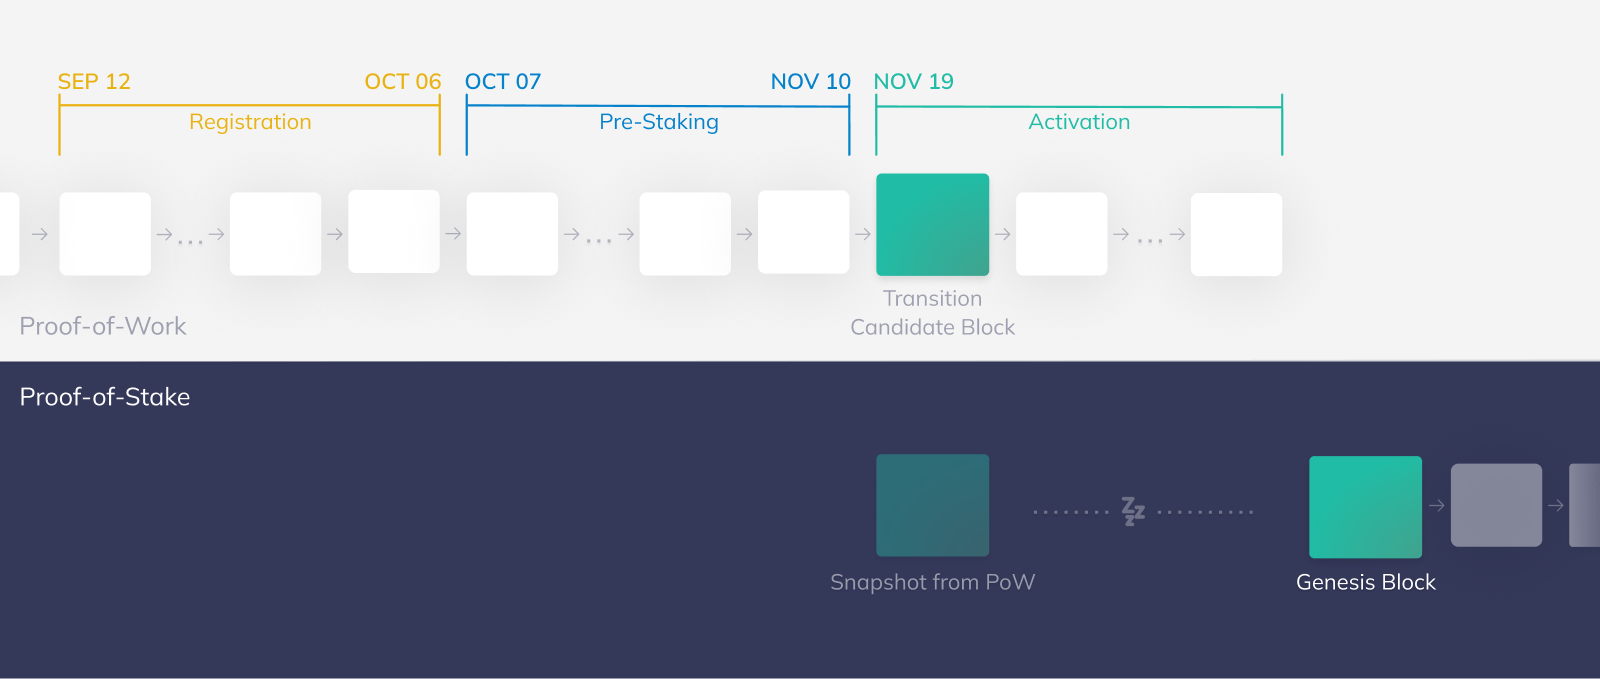 SEP 12
OCT 06
OCT 07
NOV 10
NOV 19
Registration
Pre-Staking
Activation
...
...
...
Transition
Candidate Block
Proof-of-Work
Proof-of-Stake
zzz
Snapshot from PoW
Genesis Block